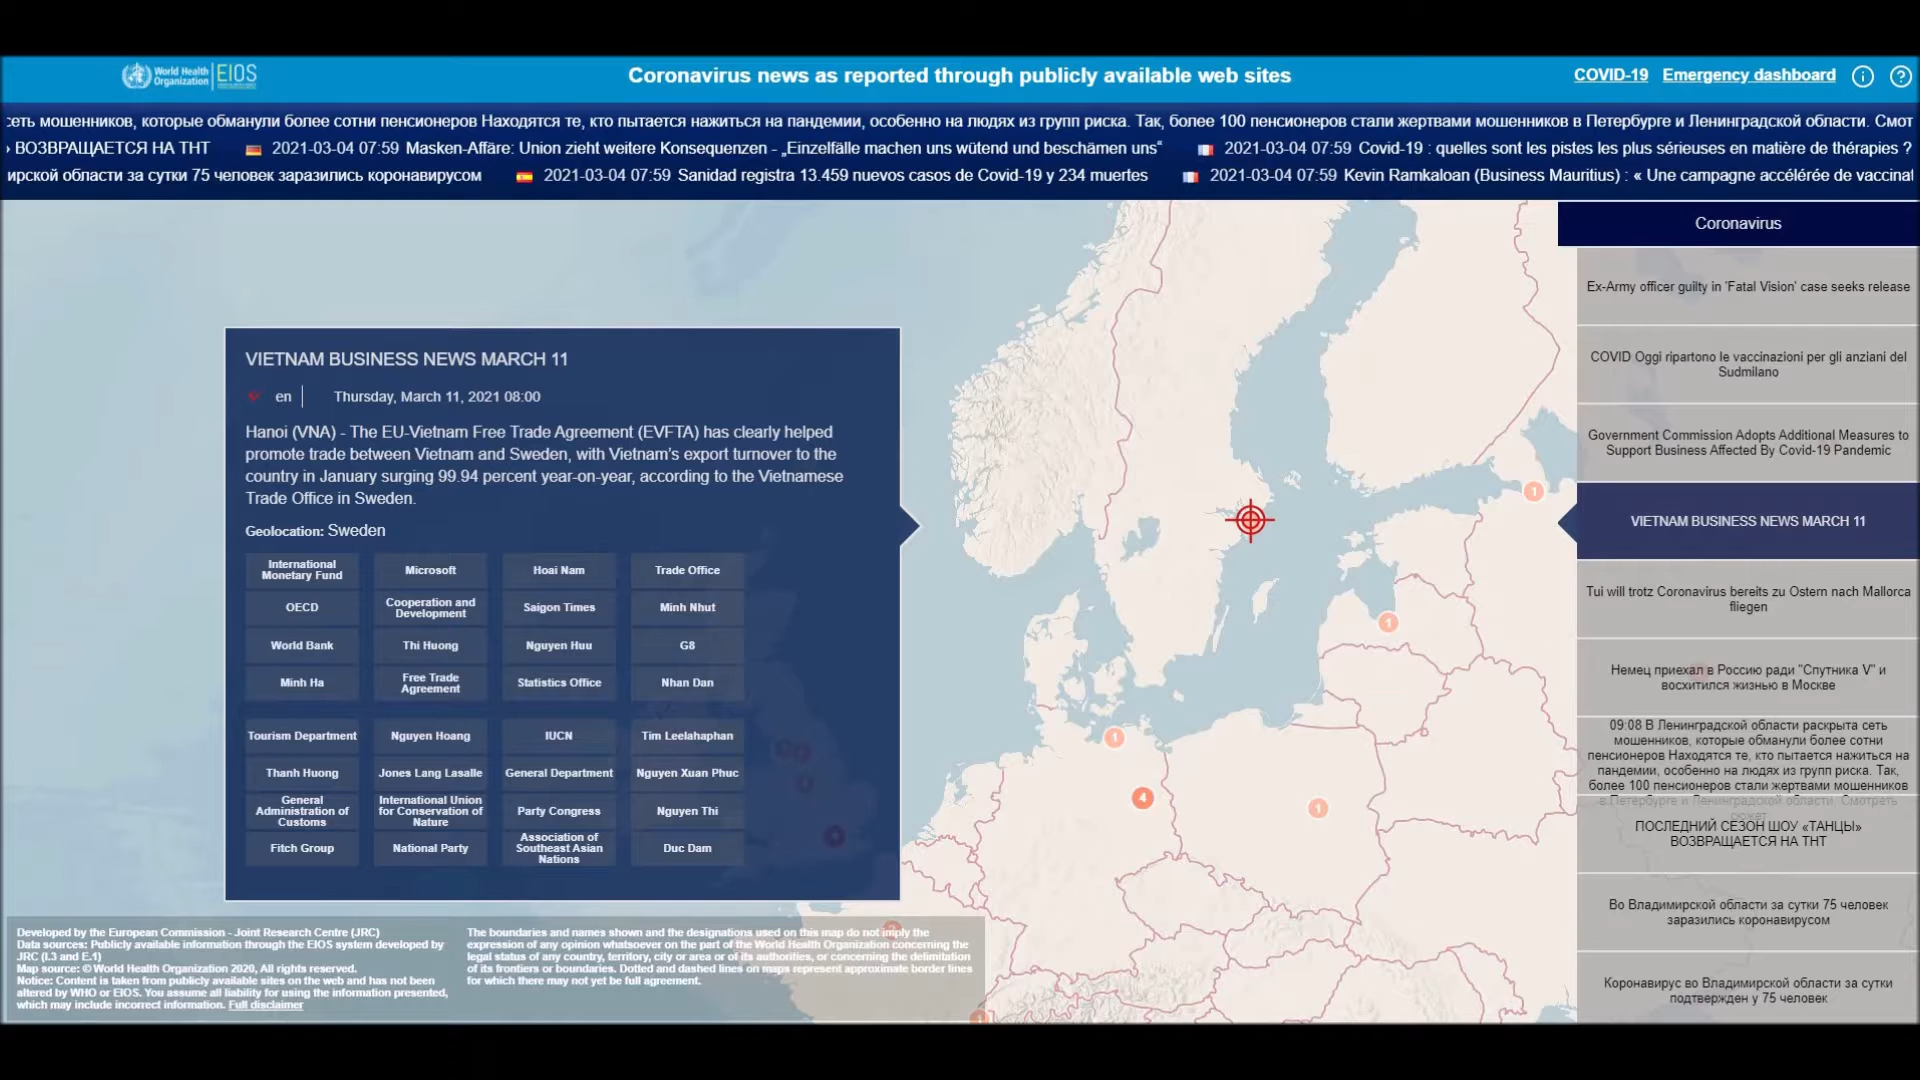 World Health
Organization
EIOS
Coronavirus news as reported through publicly available web sites
COVID-19
Emergency dashboard
сеть мошенников, которые обманули более сотни пенсионеров Находятся те, кто пытается нажиться на пандемии, особенно на людях из групп риска. Так, более 100 пенсионеров стали жертвами мошенников в Петербурге и Ленинградской области. Смот
› ВОЗВРАЩАЕТСЯ НА ТНТ
2021-03-04 07:59 Masken-Affäre: Union zieht weitere Konsequenzen - „Einzelfälle machen uns wütend und beschämen uns“
2021-03-04 07:59 Covid-19 : quelles sont les pistes les plus sérieuses en matière de thérapies ?
ирской области за сутки 75 человек заразились коронавирусом
2021-03-04 07:59 Sanidad registra 13.459 nuevos casos de Covid-19 y 234 muertes
2021-03-04 07:59 Kevin Ramkaloan (Business Mauritius) : « Une campagne accélérée de vaccinat
VIETNAM BUSINESS NEWS MARCH 11
en
Thursday, March 11, 2021 08:00
Hanoi (VNA) - The EU-Vietnam Free Trade Agreement (EVFTA) has clearly helped
promote trade between Vietnam and Sweden, with Vietnam's export turnover to the
country in January surging 99.94 percent year-on-year, according to the Vietnamese
Trade Office in Sweden.
Geolocation: Sweden
International
Monetary Fund
Microsoft
Hoai Nam
Trade Office
OECD
Cooperation and
Development
Saigon Times
Minh Nhut
World Bank
Thi Huong
Nguyen Huu
G8
Minh Ha
Free Trade
Agreement
Statistics Office
Nhan Dan
Tourism Department
Nguyen Hoang
IUCN
Tim Leelahaphan
Thanh Huong
Jones Lang Lasalle
General Department
Nguyen Xuan Phuc
General
Administration of
Customs
International Union
for Conservation of
Nature
Party Congress
Nguyen Thi
Fitch Group
National Party
Association of
Southeast Asian
Nations
Duc Dam
1
1
1
4
1
Coronavirus
Ex-Army officer guilty in 'Fatal Vision' case seeks release
COVID Oggi ripartono le vaccinazioni per gli anziani del
Sudmilano
Government Commission Adopts Additional Measures to
Support Business Affected By Covid-19 Pandemic
VIETNAM BUSINESS NEWS MARCH 11
Tui will trotz Coronavirus bereits zu Ostern nach Mallorca
fliegen
Немец приехал в Россию ради "Спутника V" и
восхитился жизнью в Москве
09:08 В Ленинградской области раскрыта сеть
мошенников, которые обманули более сотни
пенсионеров Находятся те, кто пытается нажиться на
пандемии, особенно на людях из групп риска. Так,
более 100 пенсионеров стали жертвами мошенников
в Петербурге и Ленинградской области. Смотреть
сюжет
ПОСЛЕДНИЙ СЕЗОН ШОУ «ТАНЦЫ»
ВОЗВРАЩАЕТСЯ НА ТНТ
Во Владимирской области за сутки 75 человек
заразились коронавирусом
Коронавирус во Владимирской области за сутки
подтвержден у 75 человек
Developed by the European Commission - Joint Research Centre (JRC)
Data sources: Publicly available information through the EIOS system developed by
JRC (I.3 and E.1)
Map source: © World Health Organization 2020, All rights reserved.
Notice: Content is taken from publicly available sites on the web and has not been
altered by WHO or EIOS. You assume all liability for using the information presented,
which may include incorrect information. Full disclaimer
The boundaries and names shown and the designations used on this map do not imply the
expression of any opinion whatsoever on the part of the World Health Organization concerning the
legal status of any country, territory, city or area or of its authorities, or concerning the delimitation
of its frontiers or boundaries. Dotted and dashed lines on maps represent approximate border lines
for which there may not yet be full agreement.